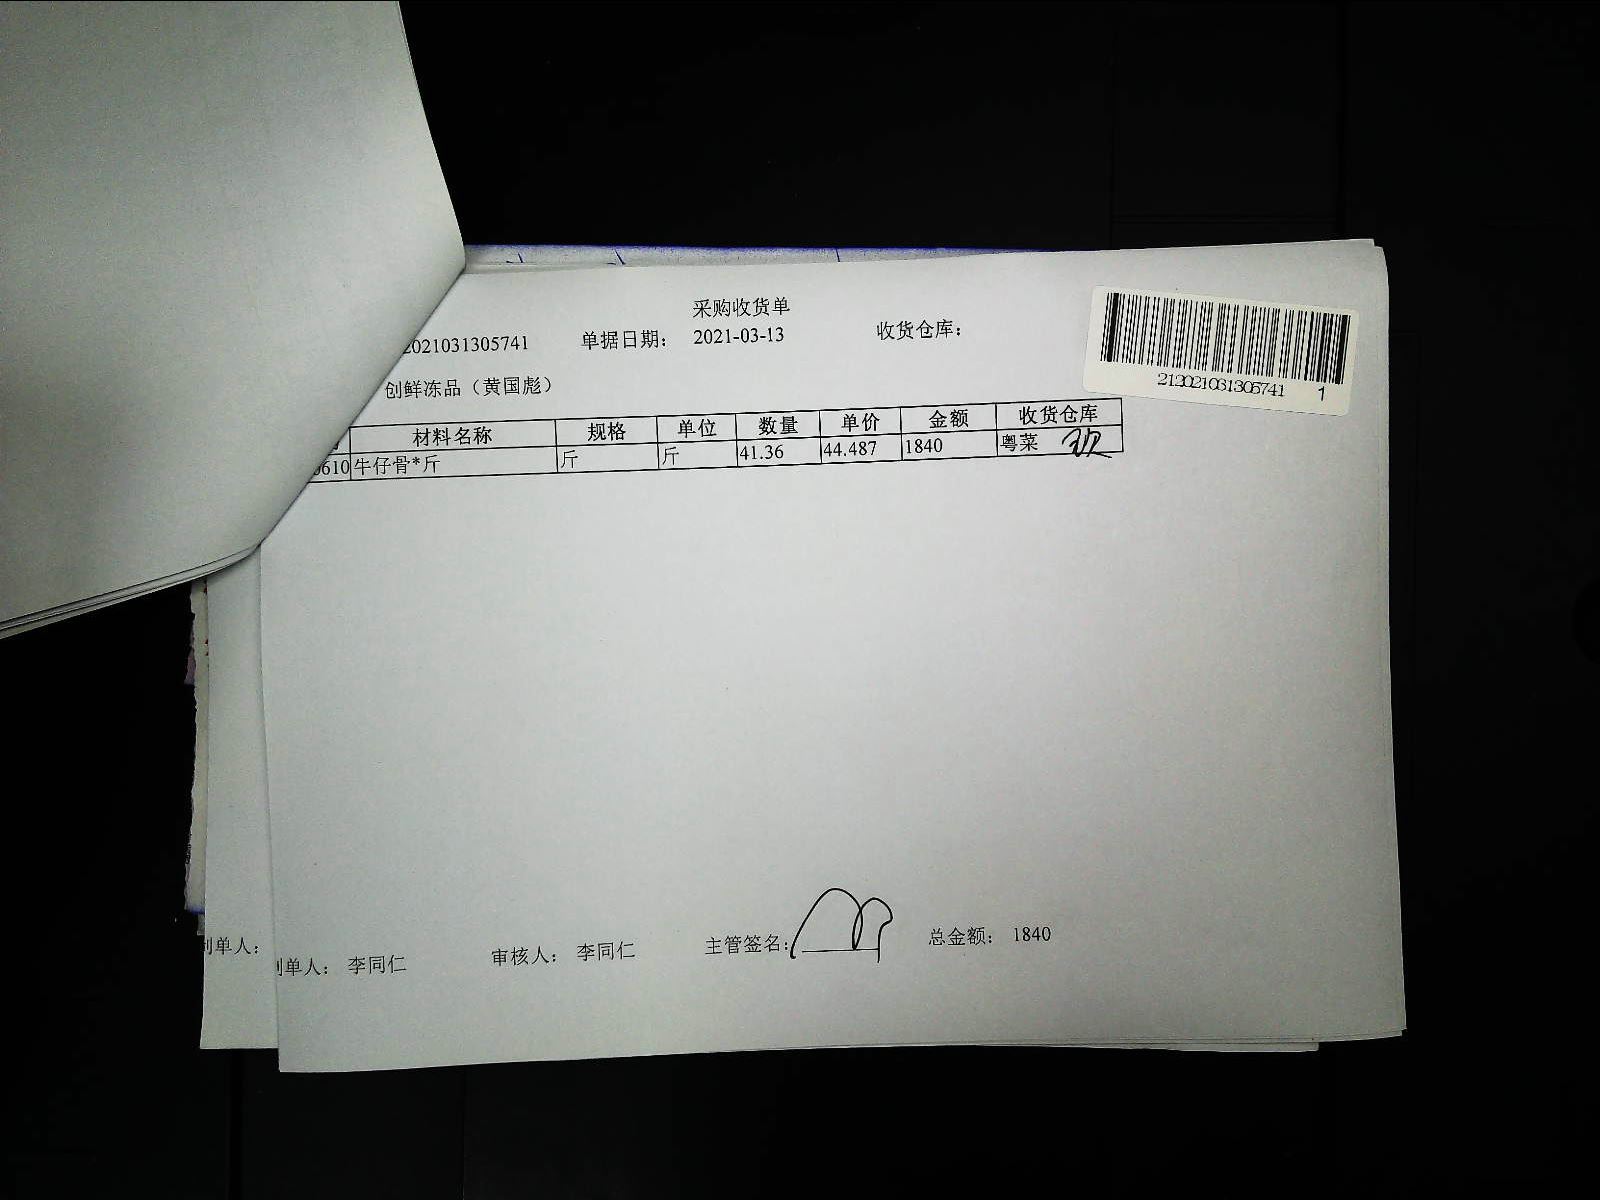 采购收货单
2021031305741 单据日期： 2021-03-13 收货仓库：
212021031305741 1
创鲜冻品（黄国彪）
材料名称 规格 单位 数量 单价 金额 收货仓库
0610 牛仔骨*斤 斤 斤 41.36 44.487 1840 粤菜
制单人：
制单人： 李同仁 审核人： 李同仁 主管签名： 总金额： 1840